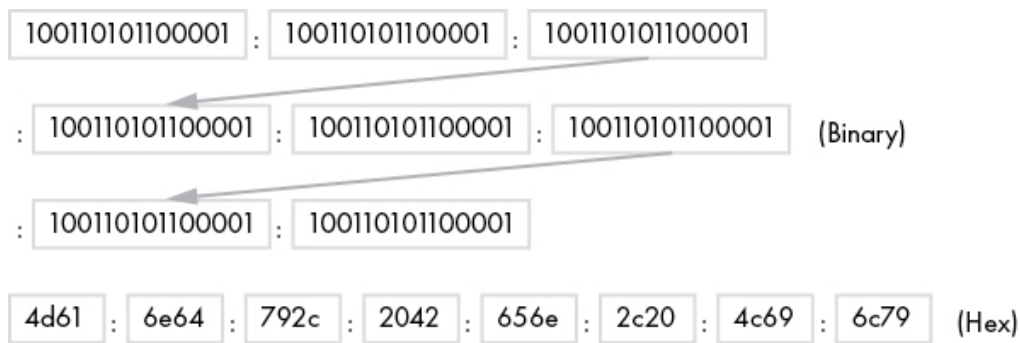 100110101100001 : 100110101100001 : 100110101100001
: 100110101100001 : 100110101100001 : 100110101100001 (Binary)
: 100110101100001 : 100110101100001
4d61 : 6e64 : 792c : 2042 : 656e : 2c20 : 4c69 : 6c79 (Hex)